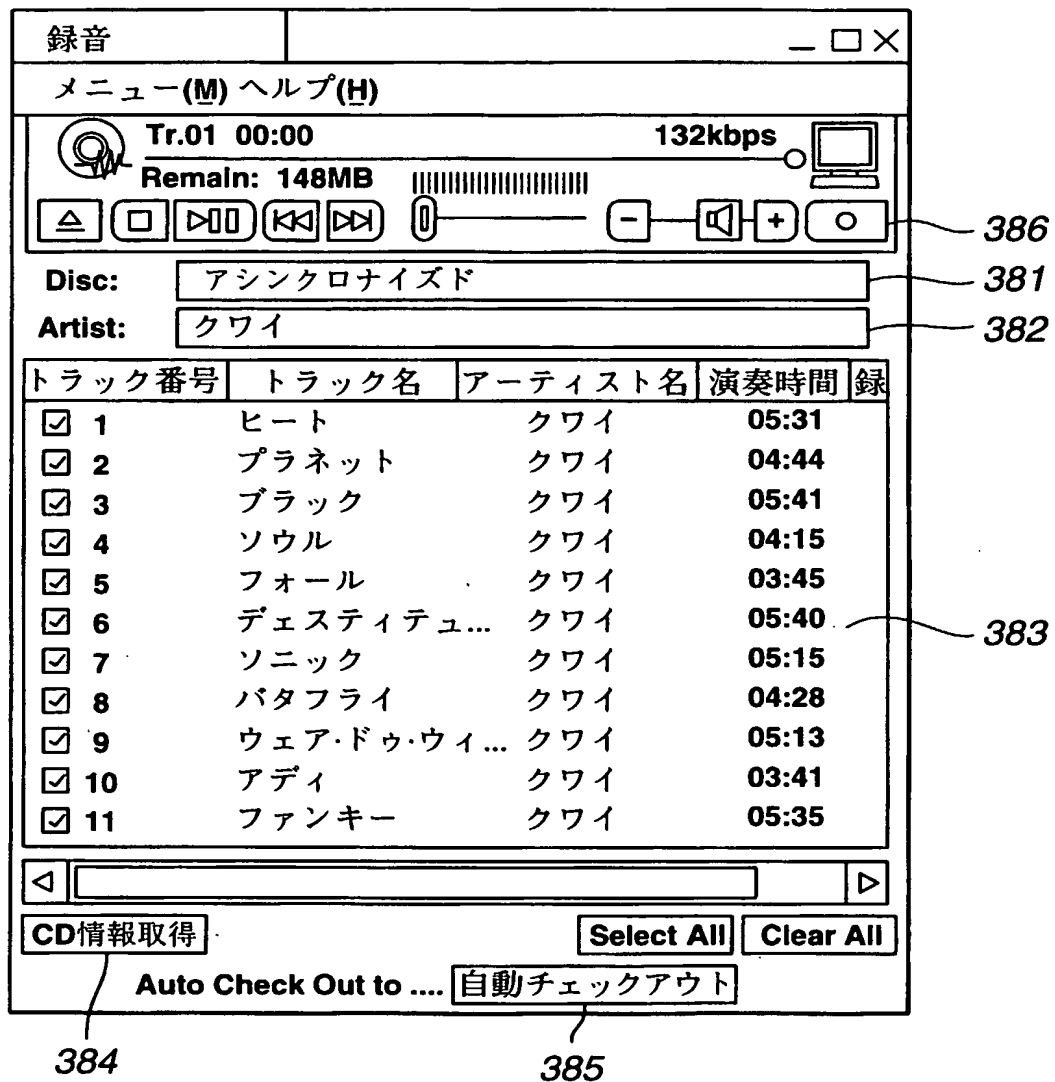 録音
メニュー(M) ヘルプ(H)
Tr.01 00:00 132kbps
Remain: 148MB
386
Disc: アシンクロナイズド 381
Artist: クワイ 382
トラック番号 トラック名 アーティスト名 演奏時間 録
1 ヒート クワイ 05:31
2 プラネット クワイ 04:44
3 ブラック クワイ 05:41
4 ソウル クワイ 04:15
5 フォール クワイ 03:45
6 デェスティテュ... クワイ 05:40 383
7 ソニック クワイ 05:15
8 バタフライ クワイ 04:28
9 ウェア·ドゥ·ウィ... クワイ 05:13
10 アディ クワイ 03:41
11 ファンキー クワイ 05:35
CD情報取得 Select All Clear All
Auto Check Out to .... 自動チェックアウト
384 385